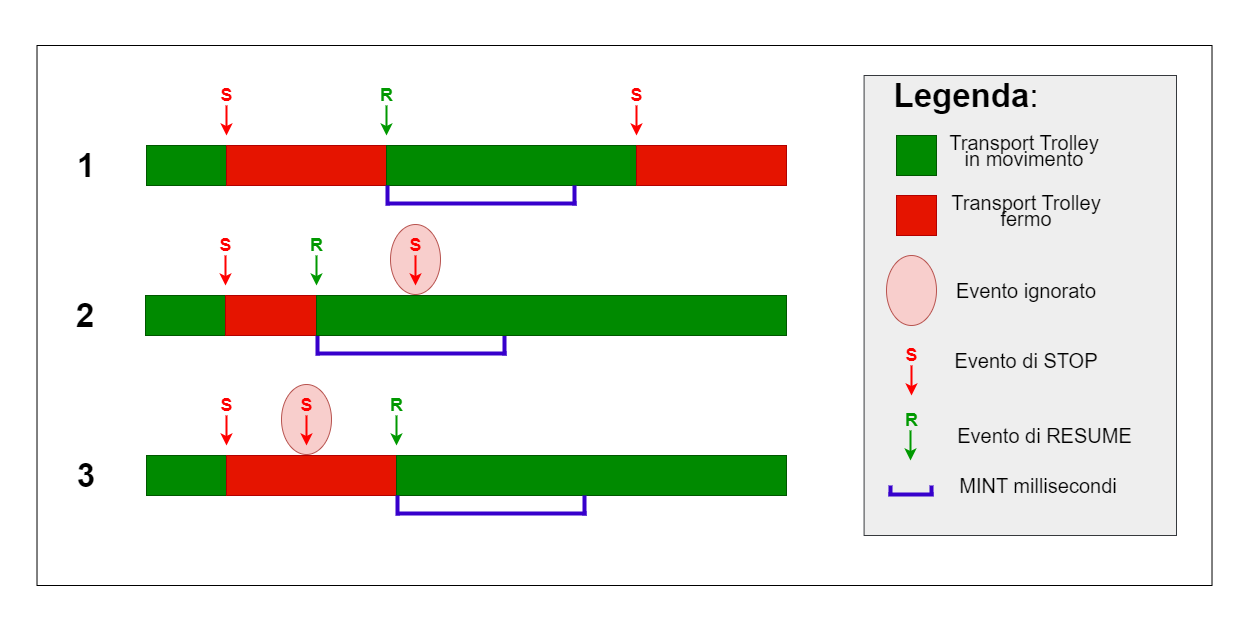 S R S
1
S R S
2
S S R
3
Legenda:
Transport Trolley
in movimento
Transport Trolley
fermo
Evento ignorato
S
Evento di STOP
R
Evento di RESUME
MINT millisecondi